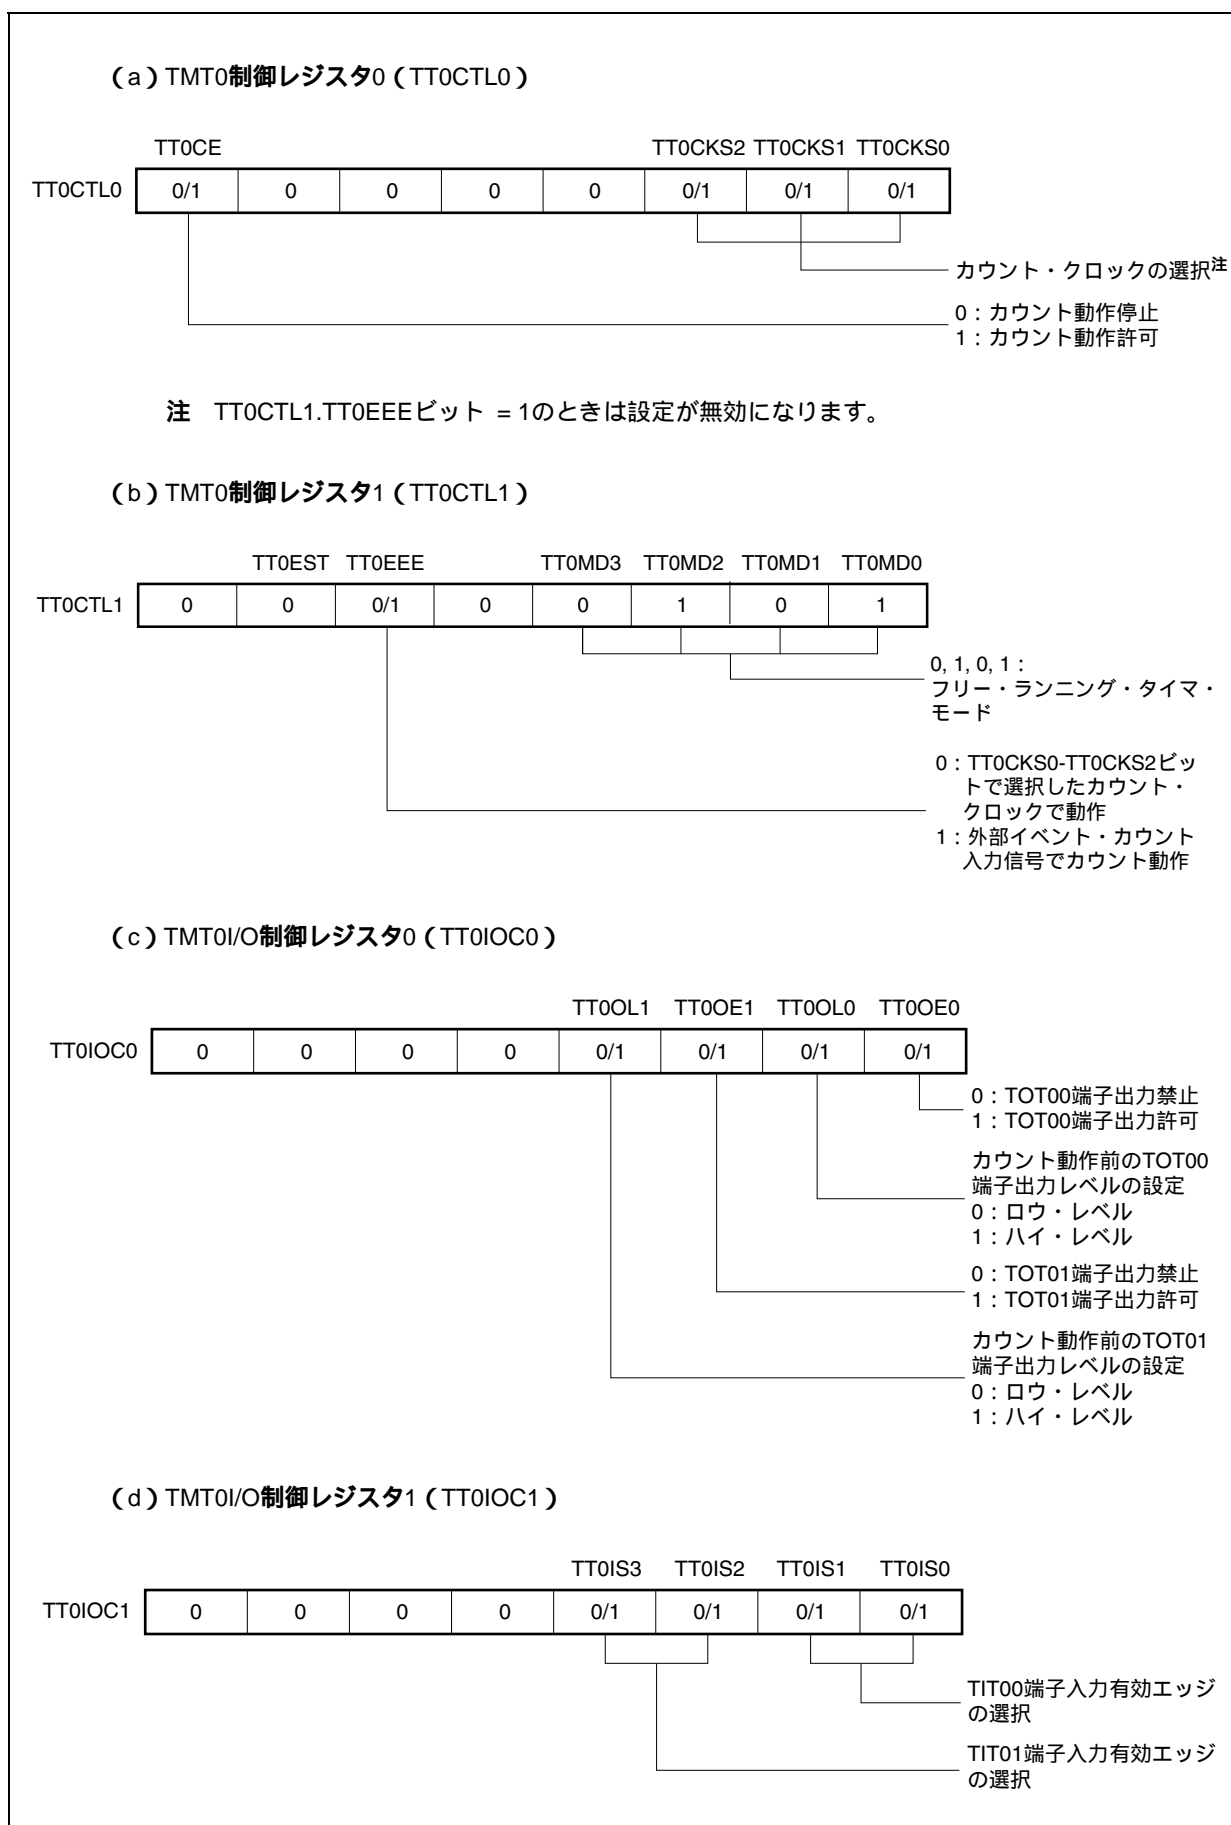 （a）TMT0制御レジスタ0（TT0CTL0）
TT0CE TT0CKS2 TT0CKS1 TT0CKS0
TT0CTL0 0/1 0 0 0 0 0/1 0/1 0/1
カウント・クロックの選択注
0：カウント動作停止
1：カウント動作許可
注 TT0CTL1.TT0EEEビット = 1のときは設定が無効になります。
（b）TMT0制御レジスタ1（TT0CTL1）
TT0EST TT0EEE TT0MD3 TT0MD2 TT0MD1 TT0MD0
TT0CTL1 0 0 0/1 0 0 1 0 1
0, 1, 0, 1：
フリー・ランニング・タイマ・
モード
0：TT0CKS0-TT0CKS2ビッ
トで選択したカウント・
クロックで動作
1：外部イベント・カウント
入力信号でカウント動作
（c）TMT0I/O制御レジスタ0（TT0IOC0）
TT0OL1 TT0OE1 TT0OL0 TT0OE0
TT0IOC0 0 0 0 0 0/1 0/1 0/1 0/1
0：TOT00端子出力禁止
1：TOT00端子出力許可
カウント動作前のTOT00
端子出力レベルの設定
0：ロウ・レベル
1：ハイ・レベル
0：TOT01端子出力禁止
1：TOT01端子出力許可
カウント動作前のTOT01
端子出力レベルの設定
0：ロウ・レベル
1：ハイ・レベル
（d）TMT0I/O制御レジスタ1（TT0IOC1）
TT0IS3 TT0IS2 TT0IS1 TT0IS0
TT0IOC1 0 0 0 0 0/1 0/1 0/1 0/1
TIT00端子入力有効エッジ
の選択
TIT01端子入力有効エッジ
の選択